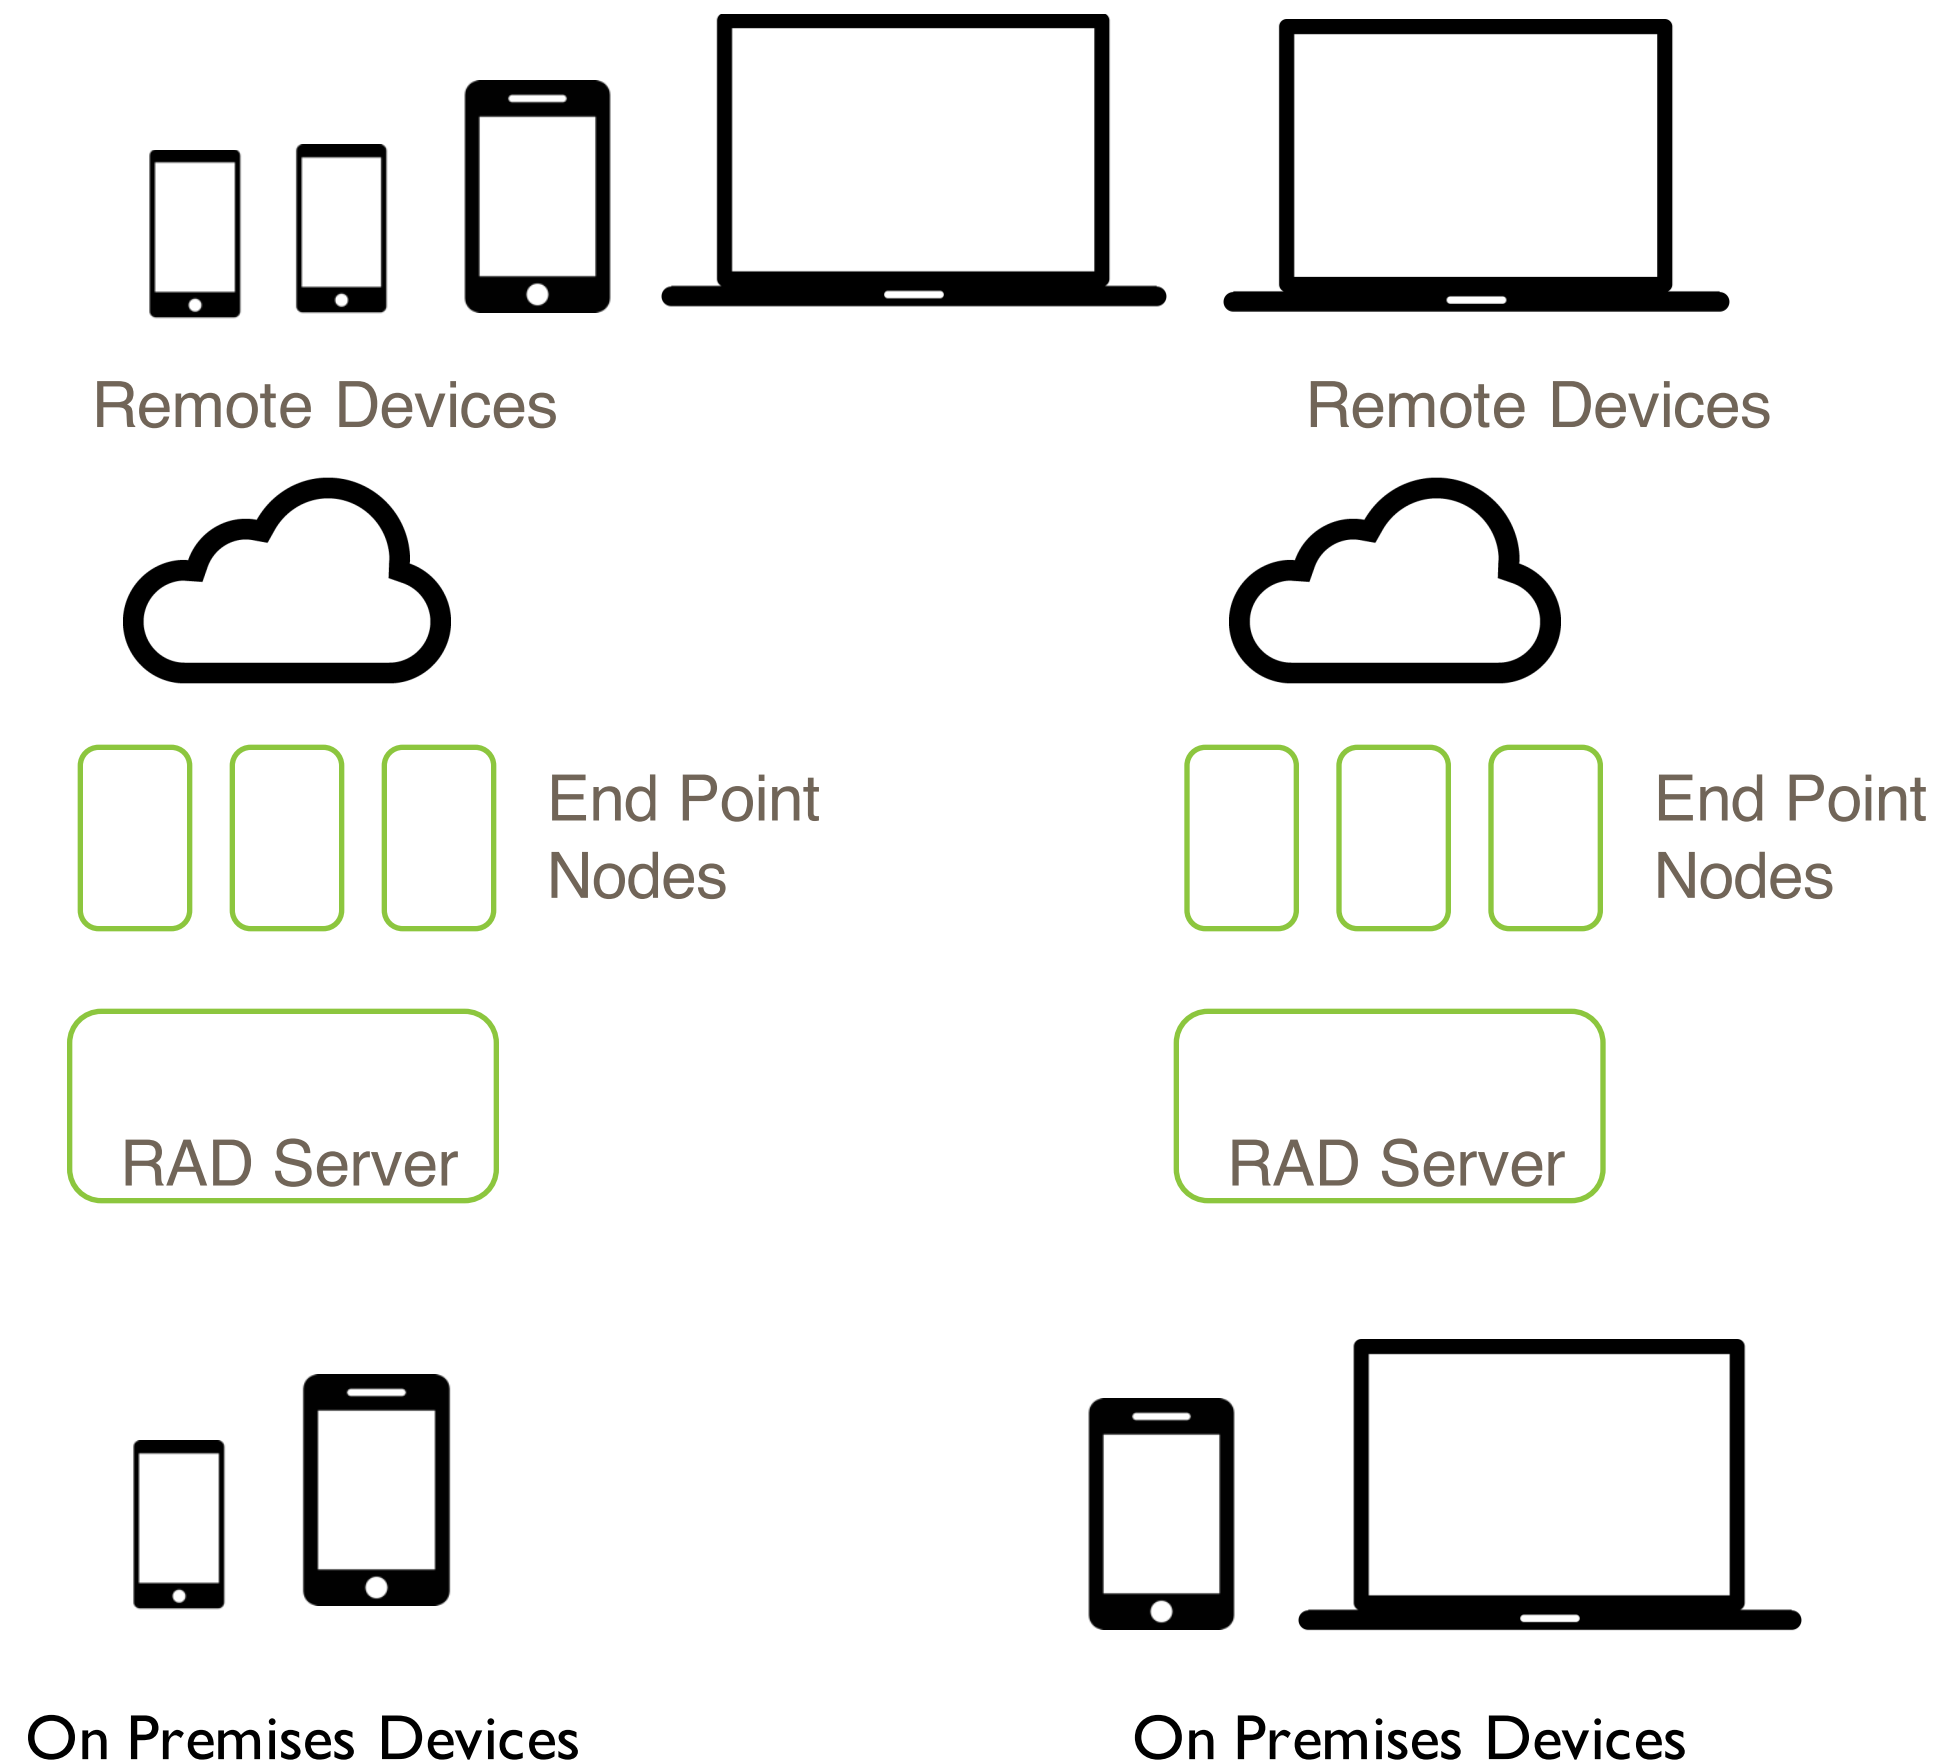 Remote Devices
Remote Devices
End Point
Nodes
End Point
Nodes
RAD Server
RAD Server
On Premises Devices
On Premises Devices